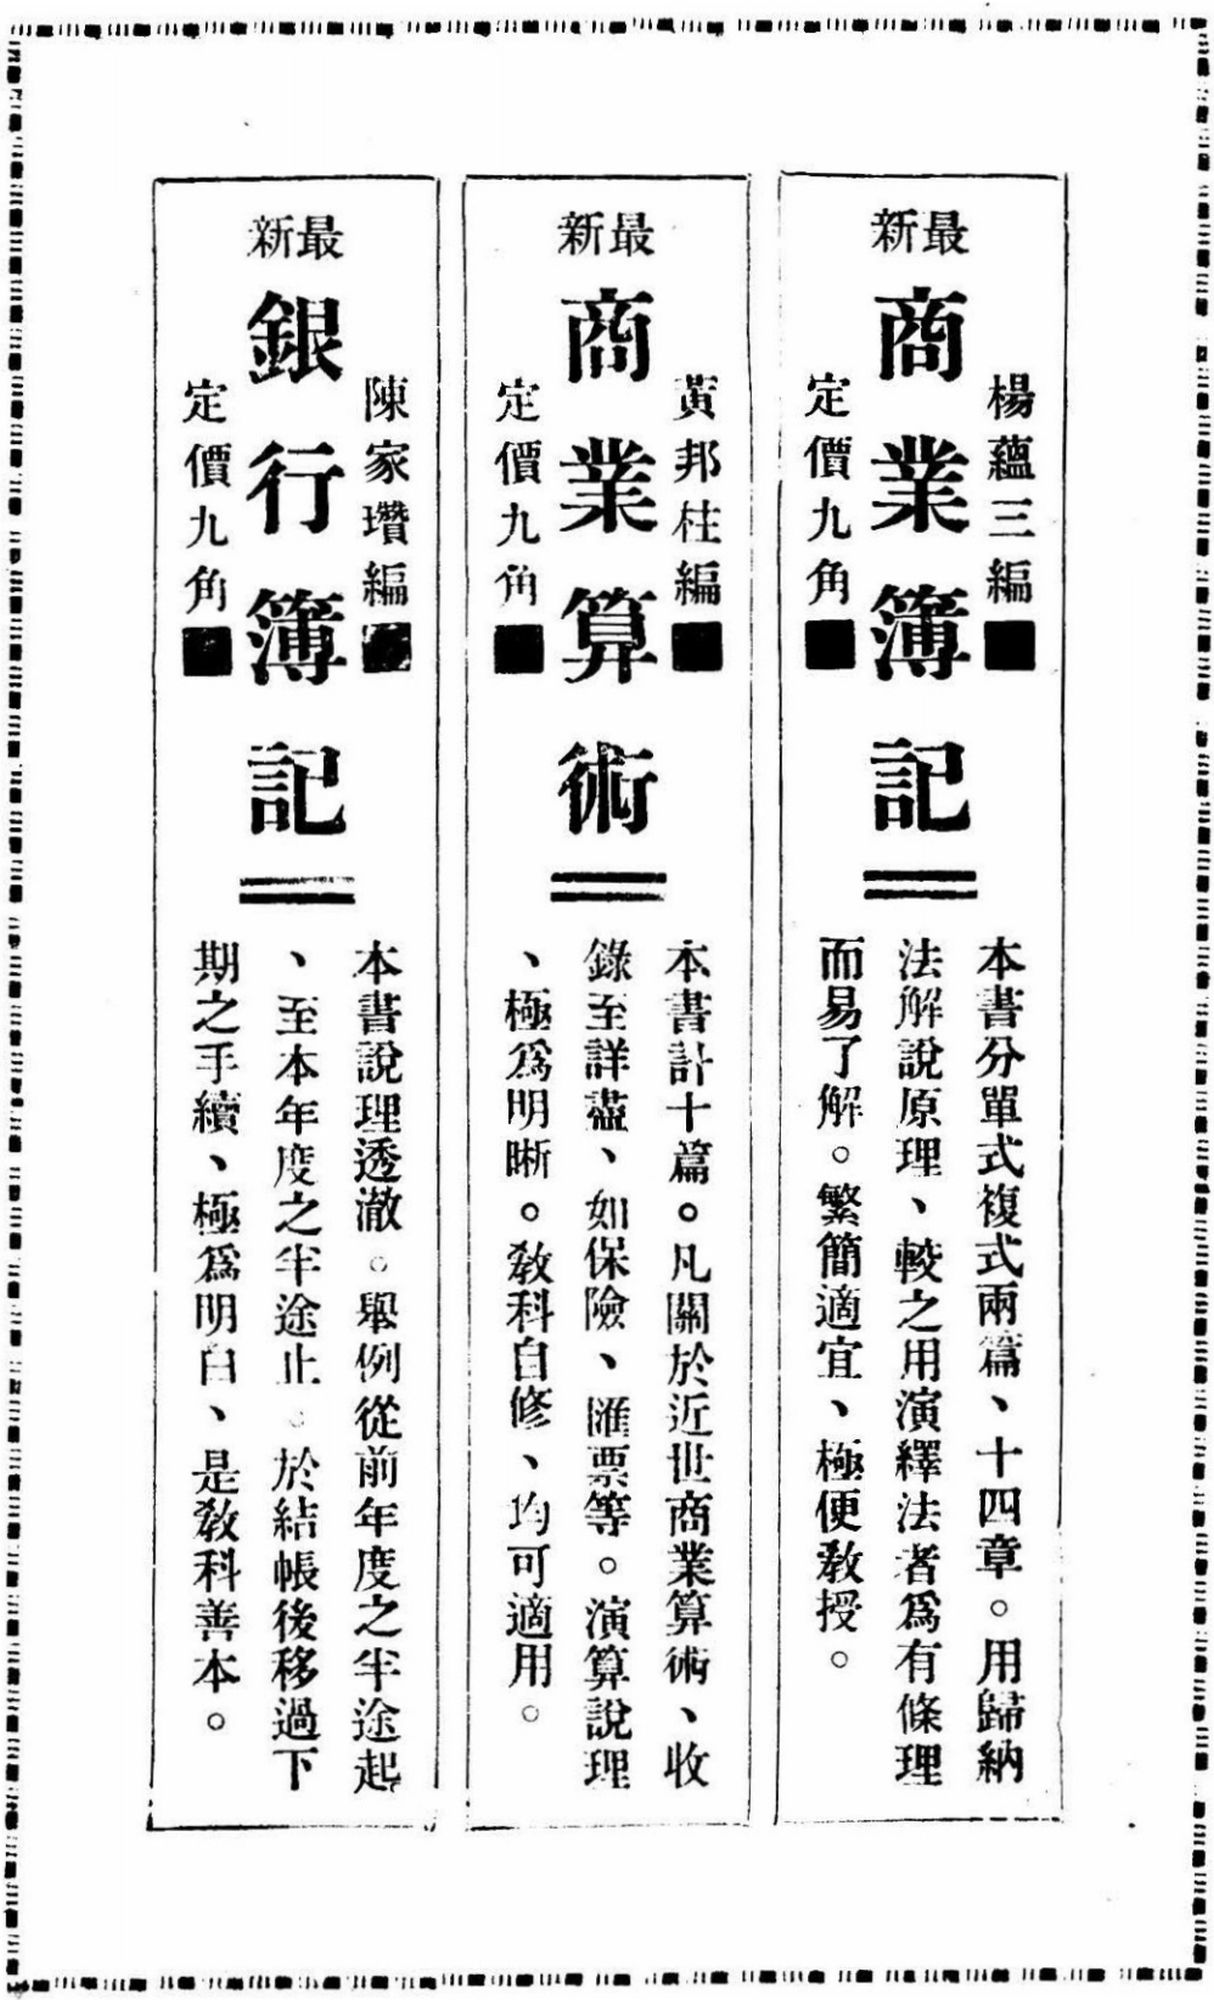 最新
商業簿記
楊蘊三編
定價九角
本書分單式複式兩篇、十四章。用歸納
法解說原理、較之用演繹法者爲有條理
而易了解。繁簡適宜、極便敎授。
最新
商業算術
黃邦柱編
定價九角
本書計十篇。凡關於近世商業算術、收
錄至詳盡、如保險、匯票等。演算說理
、極爲明晰。敎科自修、均可適用。
最新
銀行簿記
陳家瓚編
定價九角
本書說理透澈。舉例從前年度之半途起
、至本年度之半途止。於結帳後移過下
期之手續、極爲明白、是敎科善本。